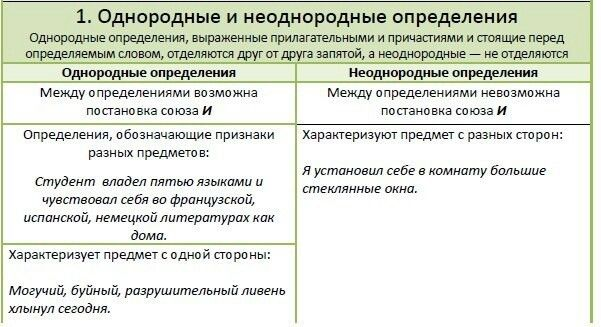 1. Однородные и неоднородные определения
Однородные определения, выраженные прилагательными и причастиями и стоящие перед
определяемым словом, отделяются друг от друга запятой, а неоднородные — не отделяются
Однородные определения
Неоднородные определения
Между определениями возможна
постановка союза И
Между определениями невозможна
постановка союза И
Определения, обозначающие признаки
разных предметов:
Студент владел пятью языками и
чувствовал себя во французской,
испанской, немецкой литературах как
дома.
Характеризуют предмет с разных сторон:
Я установил себе в комнату большие
стеклянные окна.
Характеризует предмет с одной стороны:
Могучий, буйный, разрушительный ливень
хлынул сегодня.